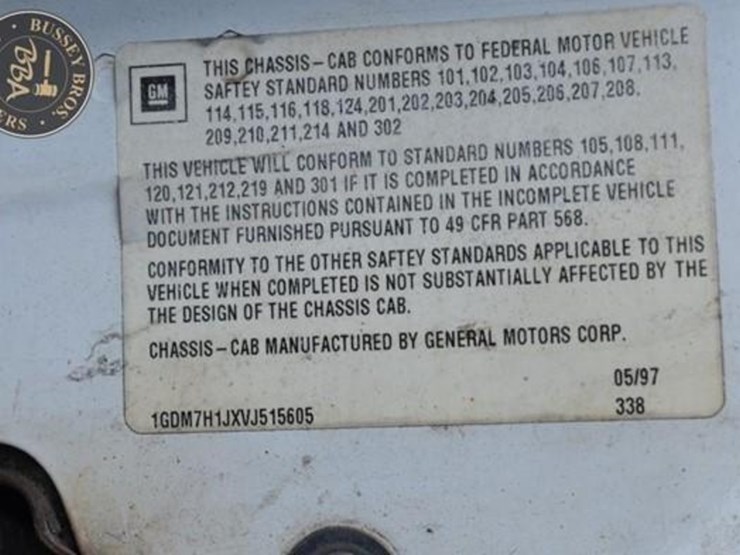 BUSSEY BROS.
BBA
ERS
GM
THIS CHASSIS-CAB CONFORMS TO FEDERAL MOTOR VEHICLE
SAFTEY STANDARD NUMBERS 101,102,103,104,106,107,113,
114,115,116,118,124,201,202,203,204,205,206,207,208,
209,210,211,214 AND 302
THIS VEHICLE WILL CONFORM TO STANDARD NUMBERS 105,108,111,
120,121,212,219 AND 301 IF IT IS COMPLETED IN ACCORDANCE
WITH THE INSTRUCTIONS CONTAINED IN THE INCOMPLETE VEHICLE
DOCUMENT FURNISHED PURSUANT TO 49 CFR PART 568.
CONFORMITY TO THE OTHER SAFTEY STANDARDS APPLICABLE TO THIS
VEHICLE WHEN COMPLETED IS NOT SUBSTANTIALLY AFFECTED BY THE
THE DESIGN OF THE CHASSIS CAB.
CHASSIS-CAB MANUFACTURED BY GENERAL MOTORS CORP.
05/97
1GDM7H1JXVJ515605 338